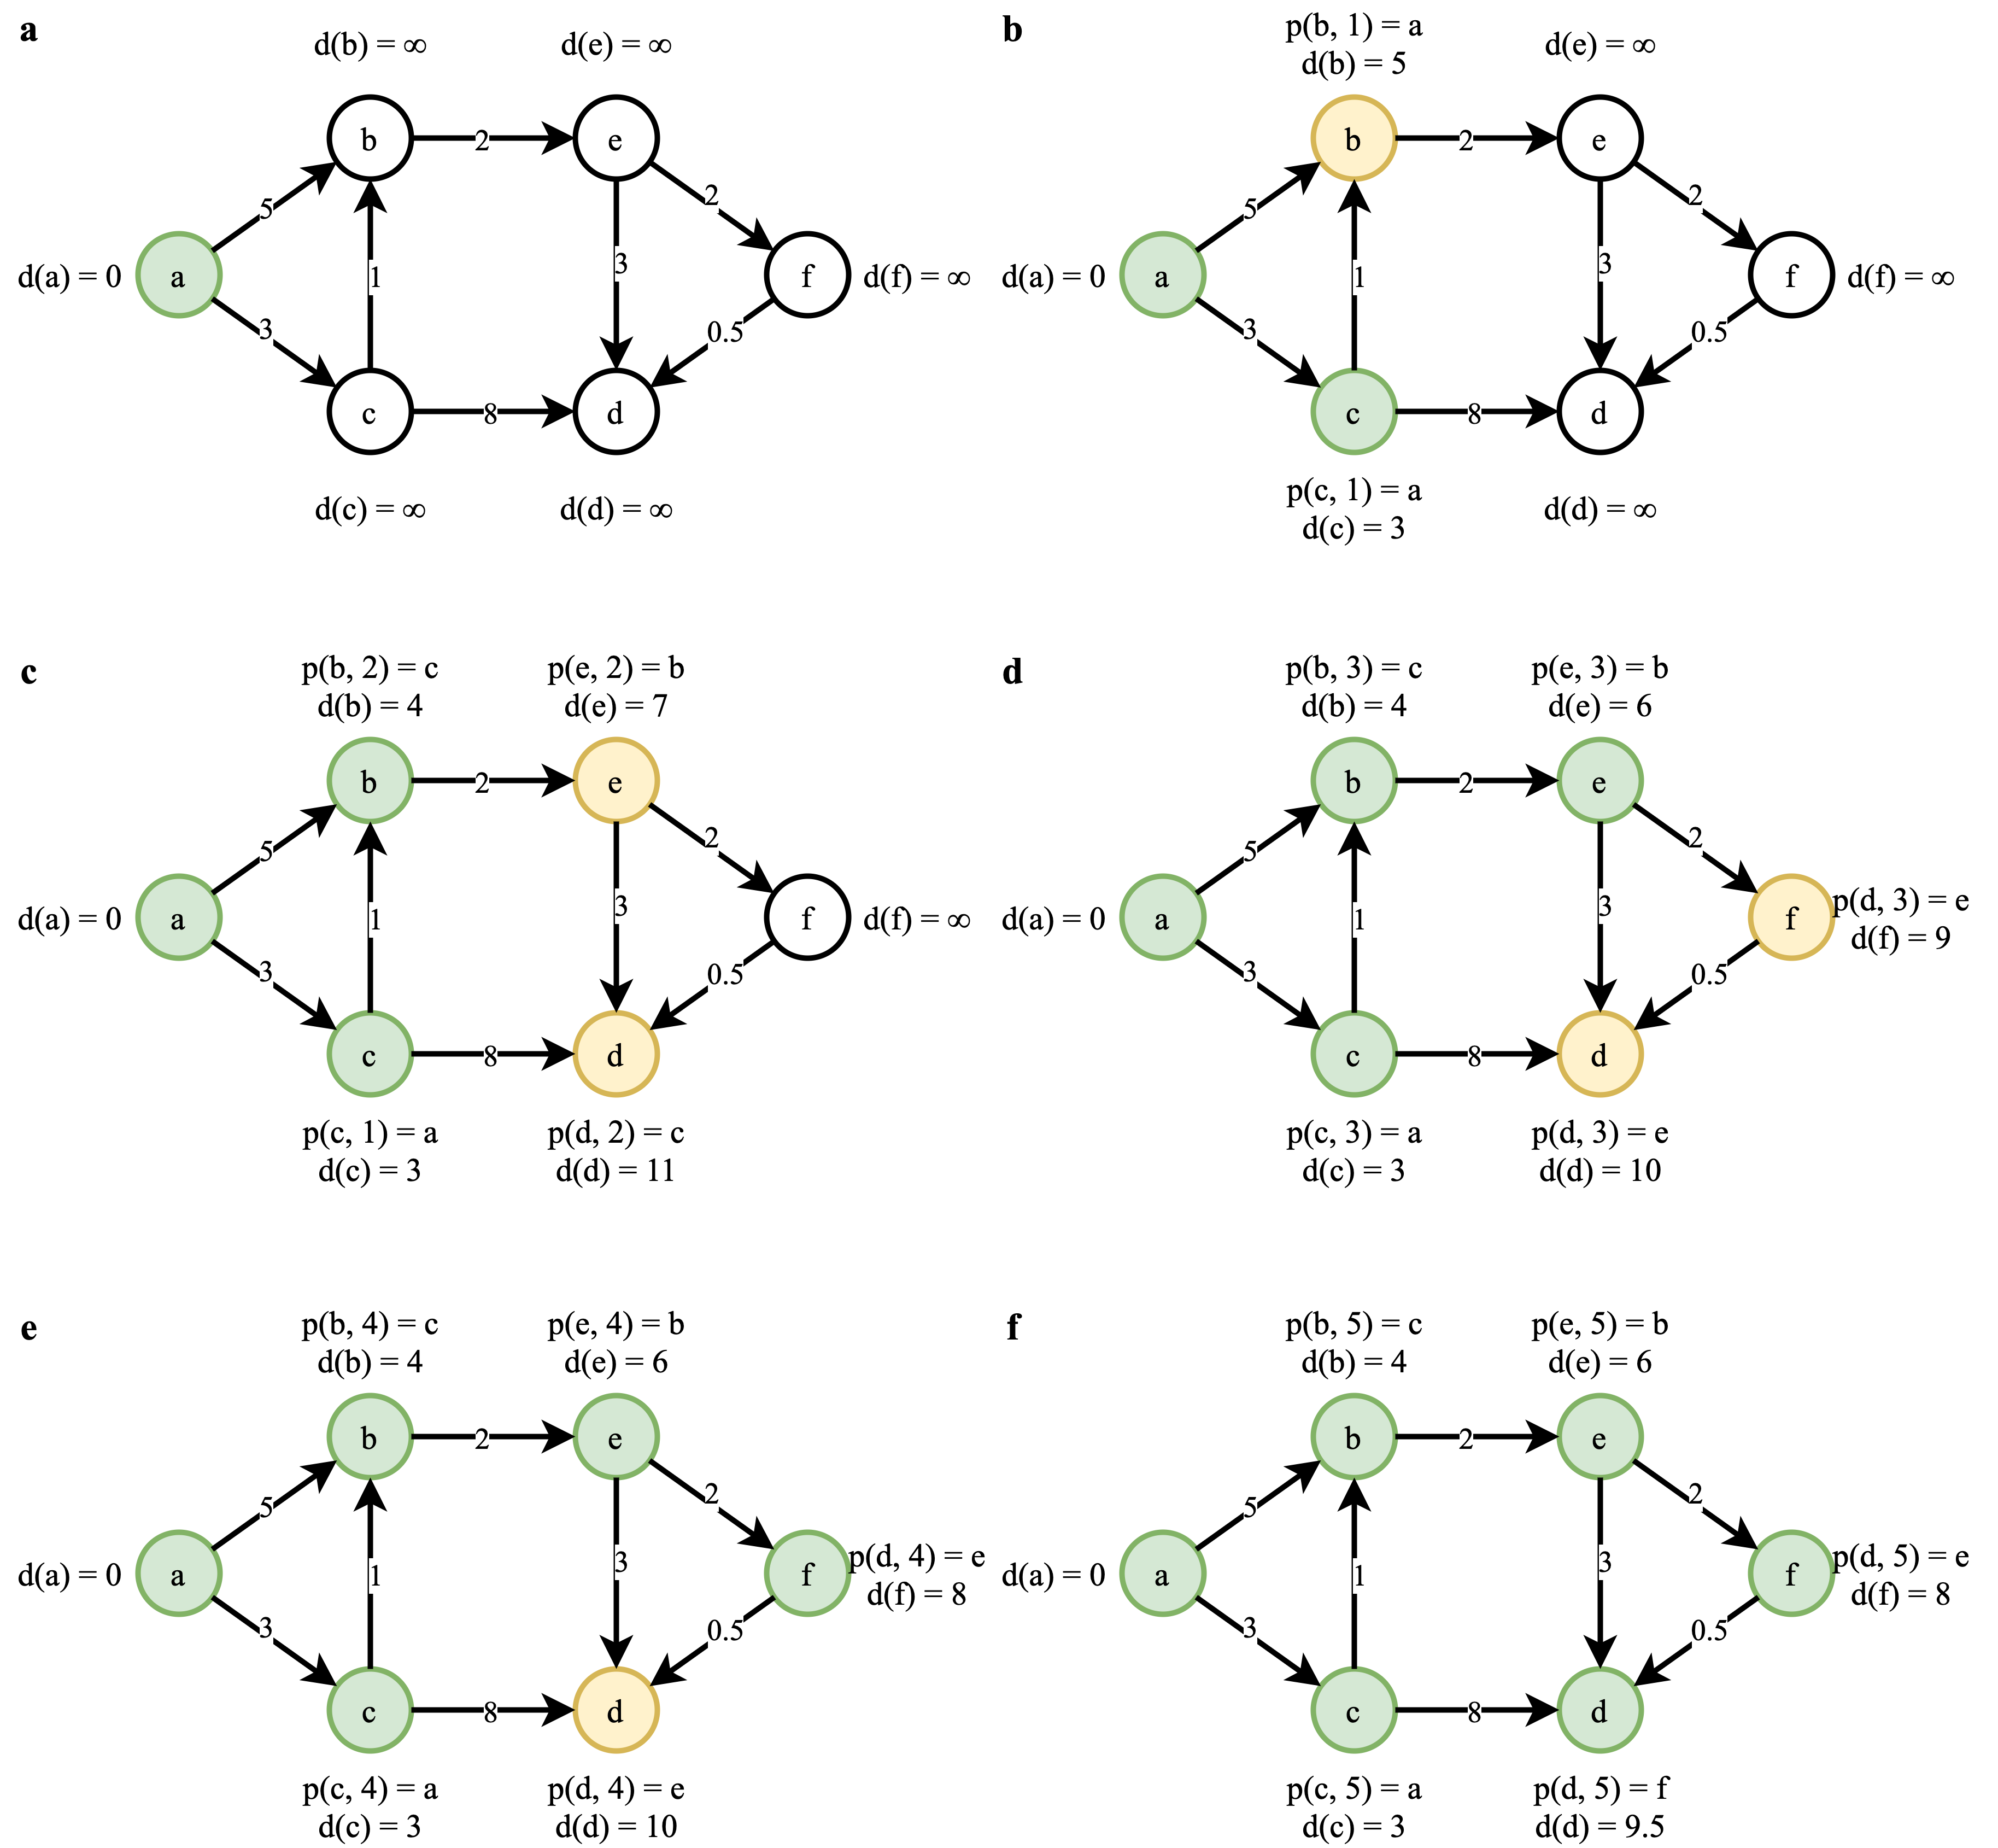 a
d(b) = ∞
d(e) = ∞
b
2
e
5
2
d(a) = 0
a
1
3
f
d(f) = ∞
3
0.5
c
8
d
d(c) = ∞
d(d) = ∞
b
p(b, 1) = a
d(b) = 5
d(e) = ∞
b
2
e
5
2
d(a) = 0
a
1
3
f
d(f) = ∞
3
0.5
c
8
d
p(c, 1) = a
d(c) = 3
d(d) = ∞
c
p(b, 2) = c
d(b) = 4
p(e, 2) = b
d(e) = 7
b
2
e
5
2
d(a) = 0
a
1
3
f
d(f) = ∞
3
0.5
c
8
d
p(c, 1) = a
d(c) = 3
p(d, 2) = c
d(d) = 11
d
p(b, 3) = c
d(b) = 4
p(e, 3) = b
d(e) = 6
b
2
e
5
2
d(a) = 0
a
1
3
f
p(d, 3) = e
d(f) = 9
3
0.5
c
8
d
p(c, 3) = a
d(c) = 3
p(d, 3) = e
d(d) = 10
e
p(b, 4) = c
d(b) = 4
p(e, 4) = b
d(e) = 6
b
2
e
5
2
d(a) = 0
a
1
3
f
p(d, 4) = e
d(f) = 8
3
0.5
c
8
d
p(c, 4) = a
d(c) = 3
p(d, 4) = e
d(d) = 10
f
p(b, 5) = c
d(b) = 4
p(e, 5) = b
d(e) = 6
b
2
e
5
2
d(a) = 0
a
1
3
f
p(d, 5) = e
d(f) = 8
3
0.5
c
8
d
p(c, 5) = a
d(c) = 3
p(d, 5) = f
d(d) = 9.5